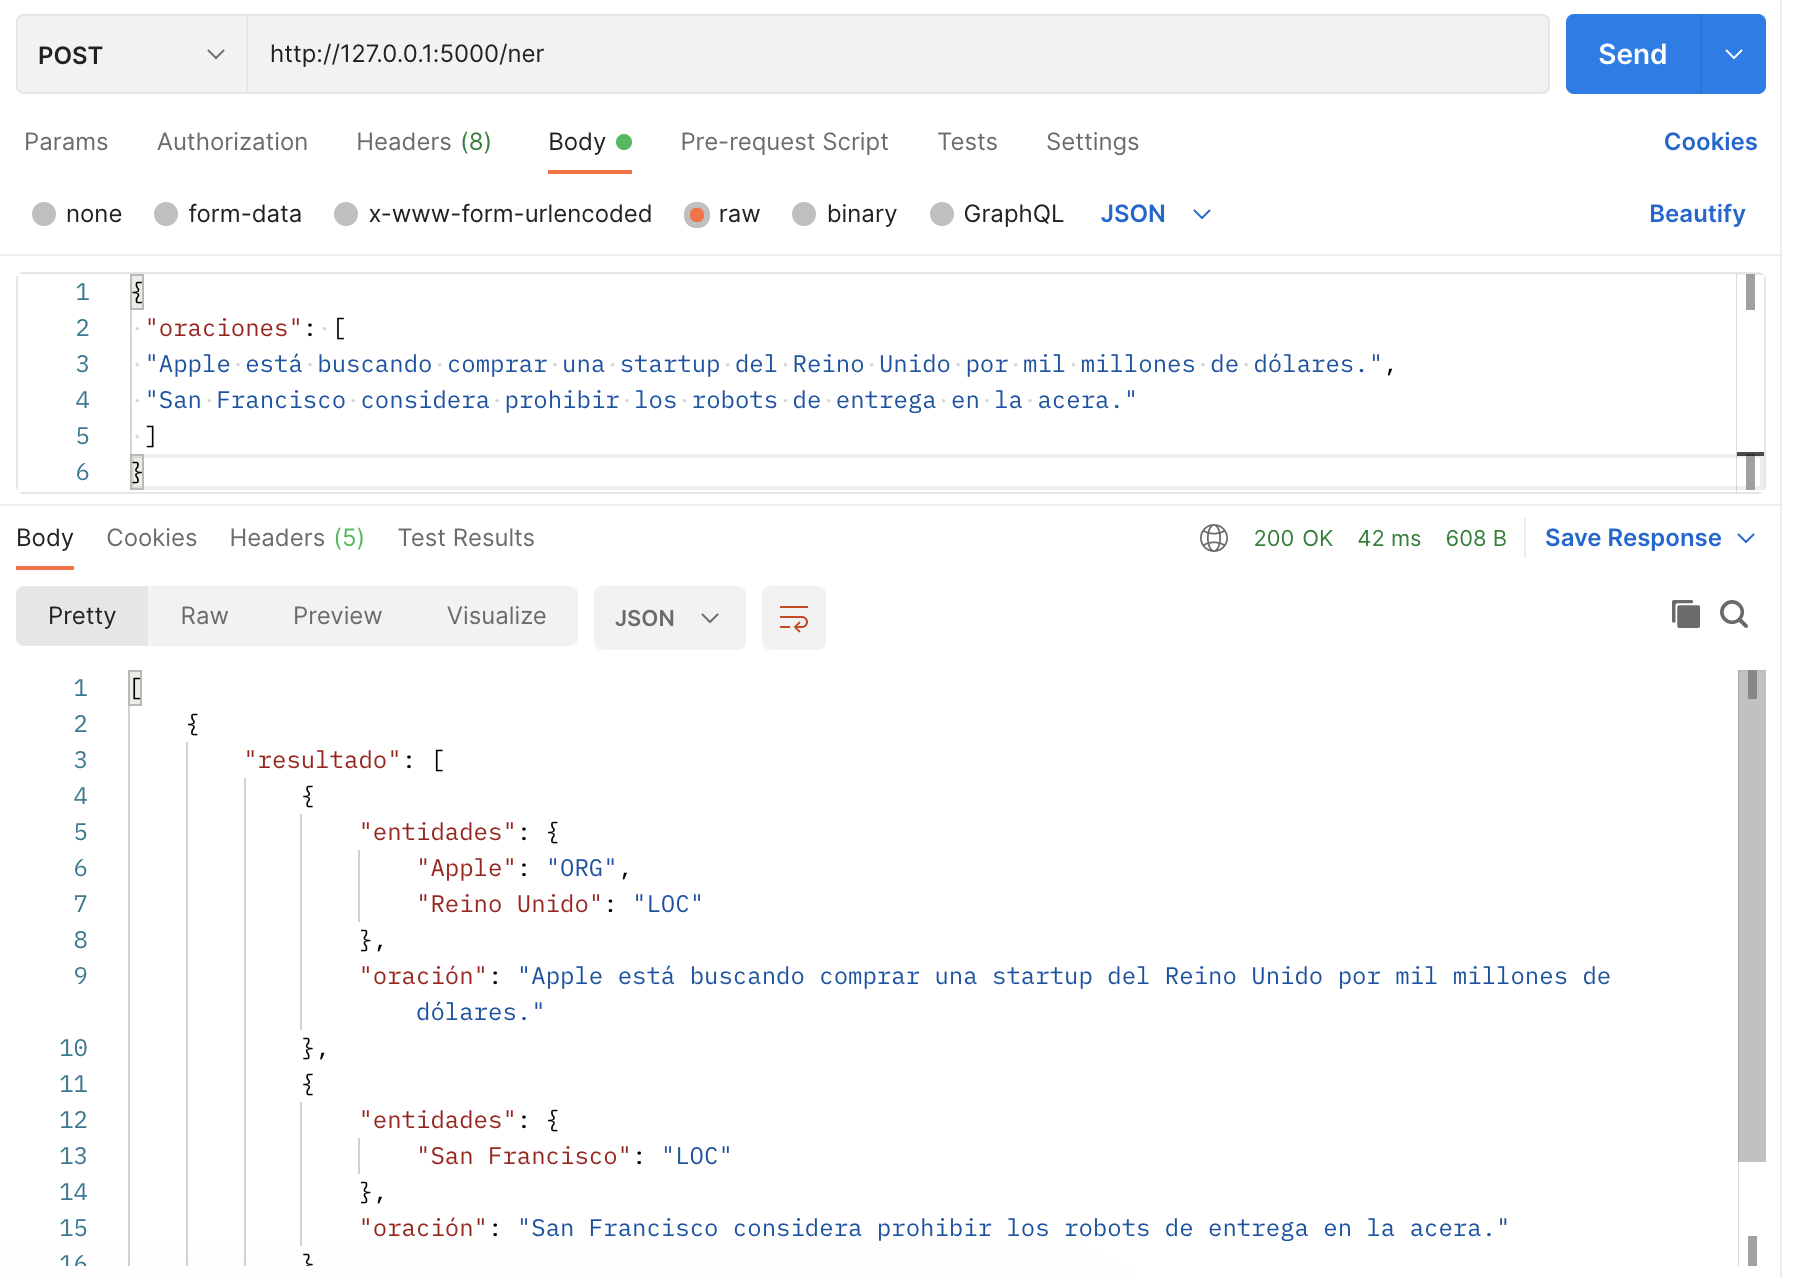 POST http://127.0.0.1:5000/ner Send
Params Authorization Headers (8) Body Pre-request Script Tests Settings Cookies
none form-data x-www-form-urlencoded raw binary GraphQL JSON Beautify
1 {
2 "oraciones": [
3 "Apple está buscando comprar una startup del Reino Unido por mil millones de dólares.",
4 "San Francisco considera prohibir los robots de entrega en la acera."
5 ]
6 }
Body Cookies Headers (5) Test Results 200 OK 42 ms 608 B Save Response
Pretty Raw Preview Visualize JSON
1 [
2 {
3 "resultado": [
4 {
5 "entidades": {
6 "Apple": "ORG",
7 "Reino Unido": "LOC"
8 },
9 "oración": "Apple está buscando comprar una startup del Reino Unido por mil millones de
dólares."
10 },
11 {
12 "entidades": {
13 "San Francisco": "LOC"
14 },
15 "oración": "San Francisco considera prohibir los robots de entrega en la acera."
16 }